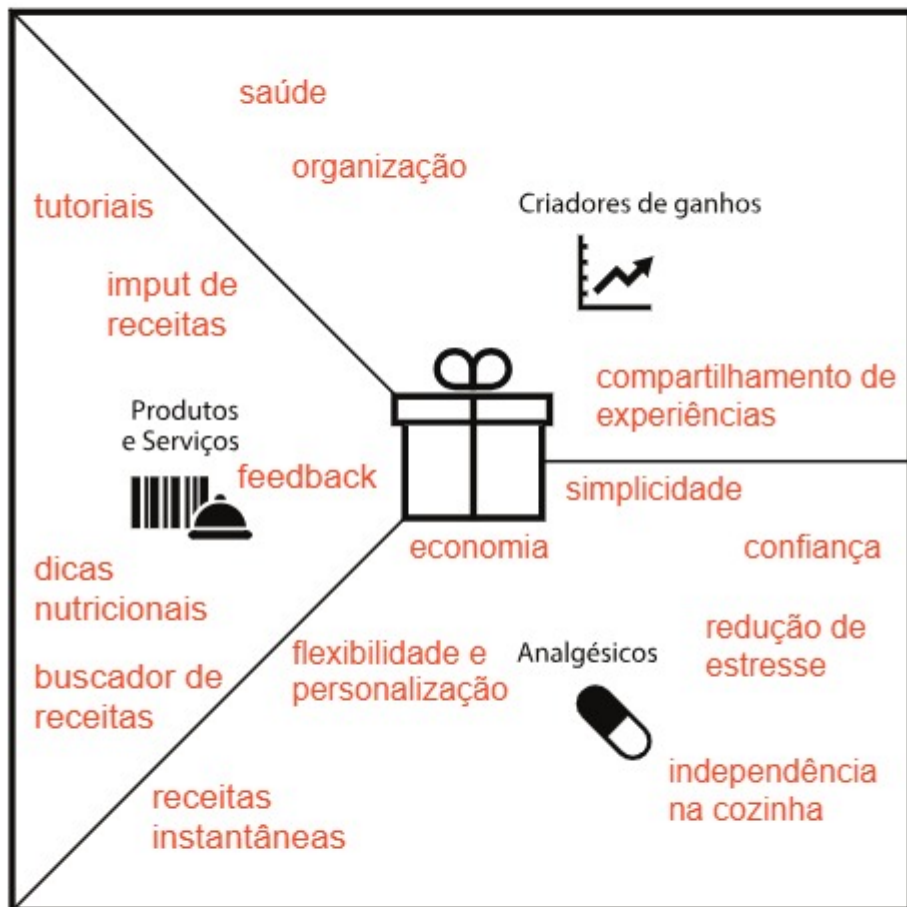 saúde
organização
Criadores de ganhos
compartilhamento de
experiências
tutoriais
imput de
receitas
Produtos
e Serviços
feedback
dicas
nutricionais
buscador de
receitas
simplicidade
economia
confiança
flexibilidade e
personalização
Analgésicos
redução de
estresse
receitas
instantâneas
independência
na cozinha